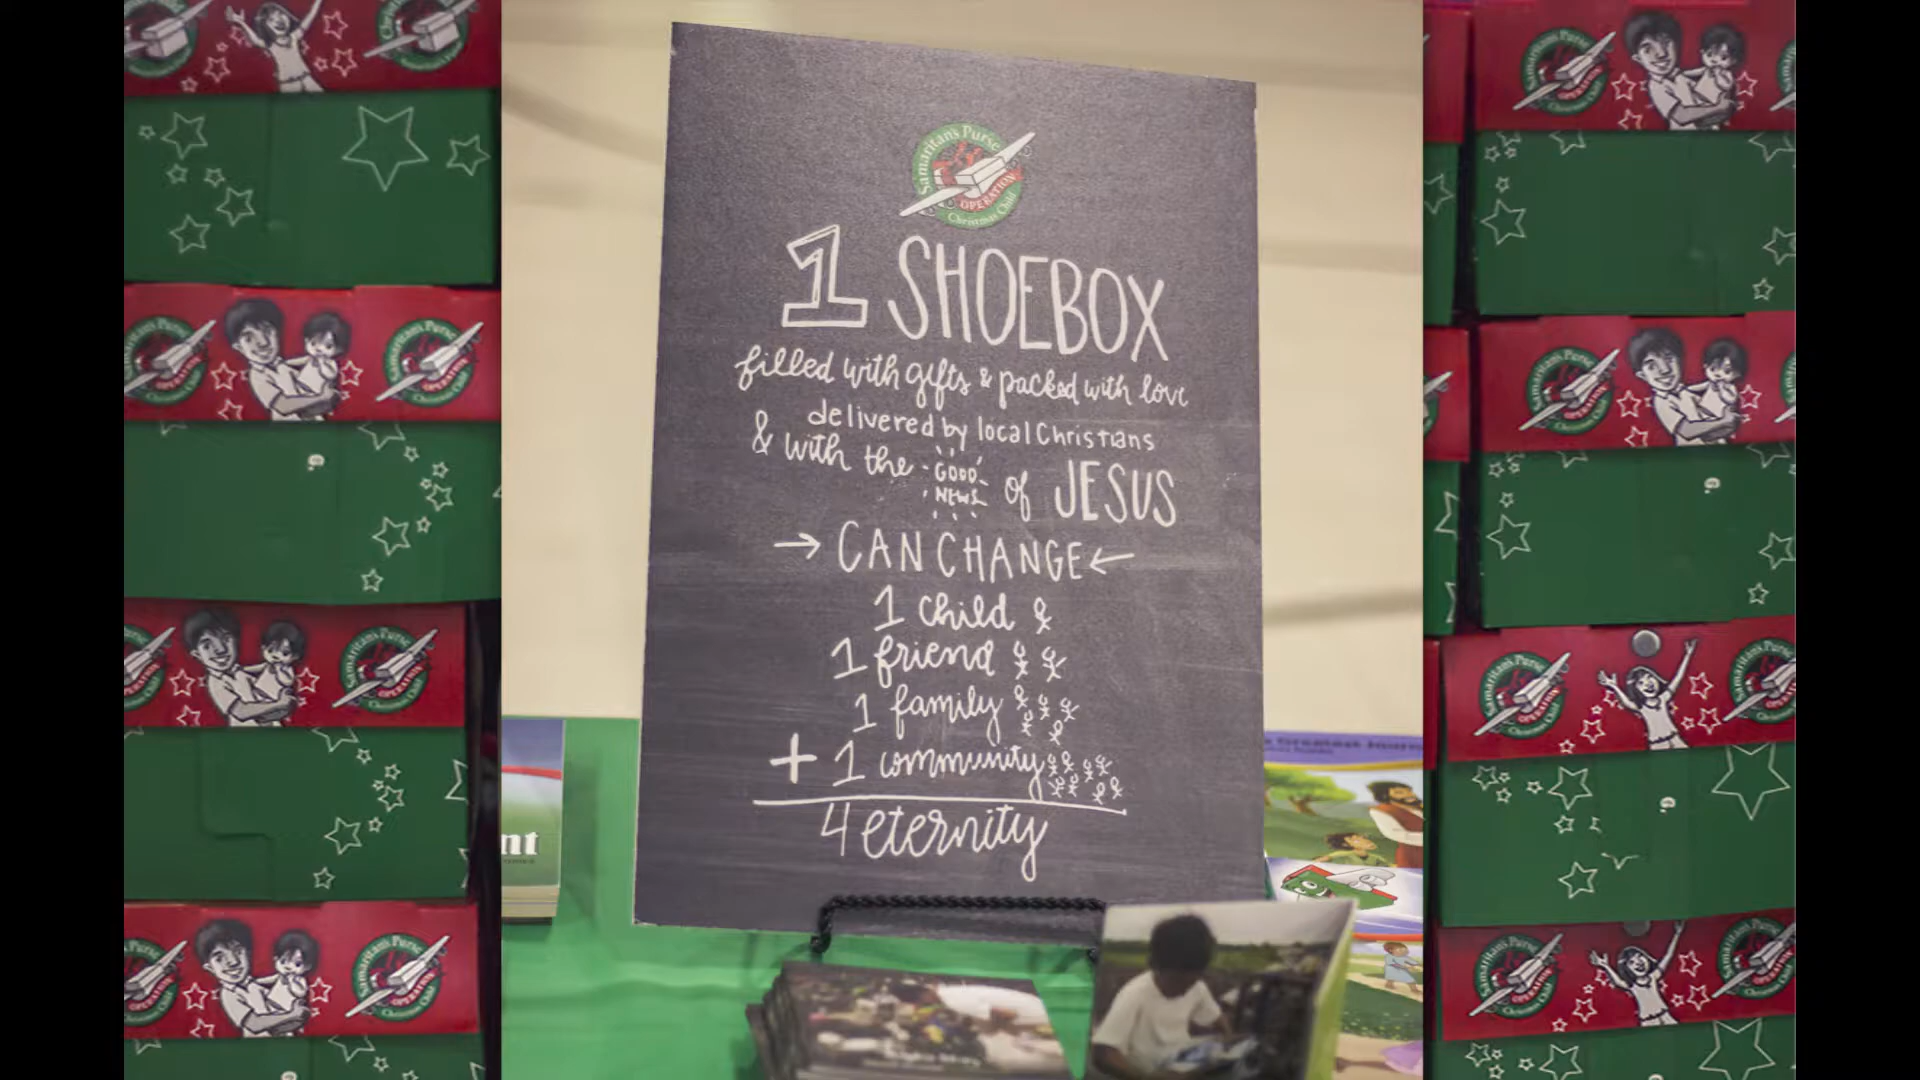 Samaritan's Purse
OPERATION
Christmas Child
1 SHOEBOX
filled with gifts & packed with love
delivered by local Christians
& with the GOOD NEWS of JESUS
→ CAN CHANGE ←
1 child
1 friend
1 family
+ 1 community
4 eternity
nt